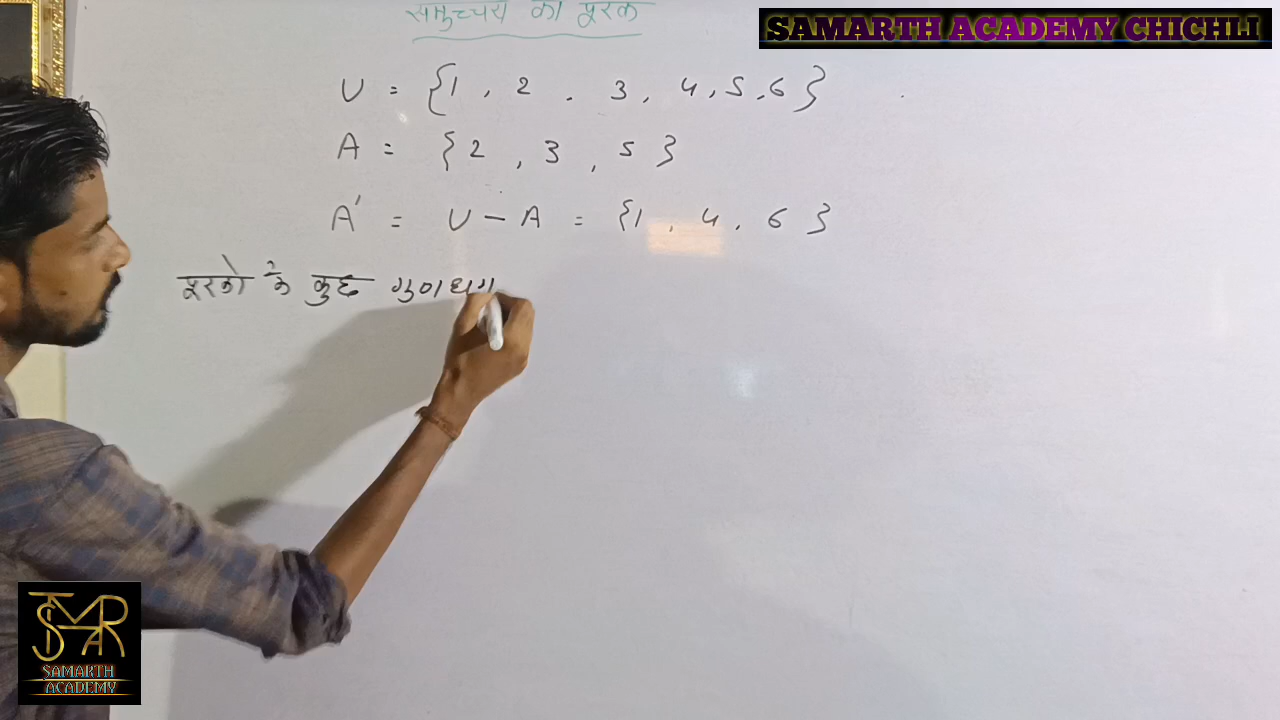 समुच्चय का पूरक
SAMARTH ACADEMY CHICHLI
U = {1, 2, 3, 4, 5, 6}
A = {2, 3, 5}
A' = U - A = {1, 4, 6}
पूरको के कुछ गुणधम
SAMARTH
ACADEMY